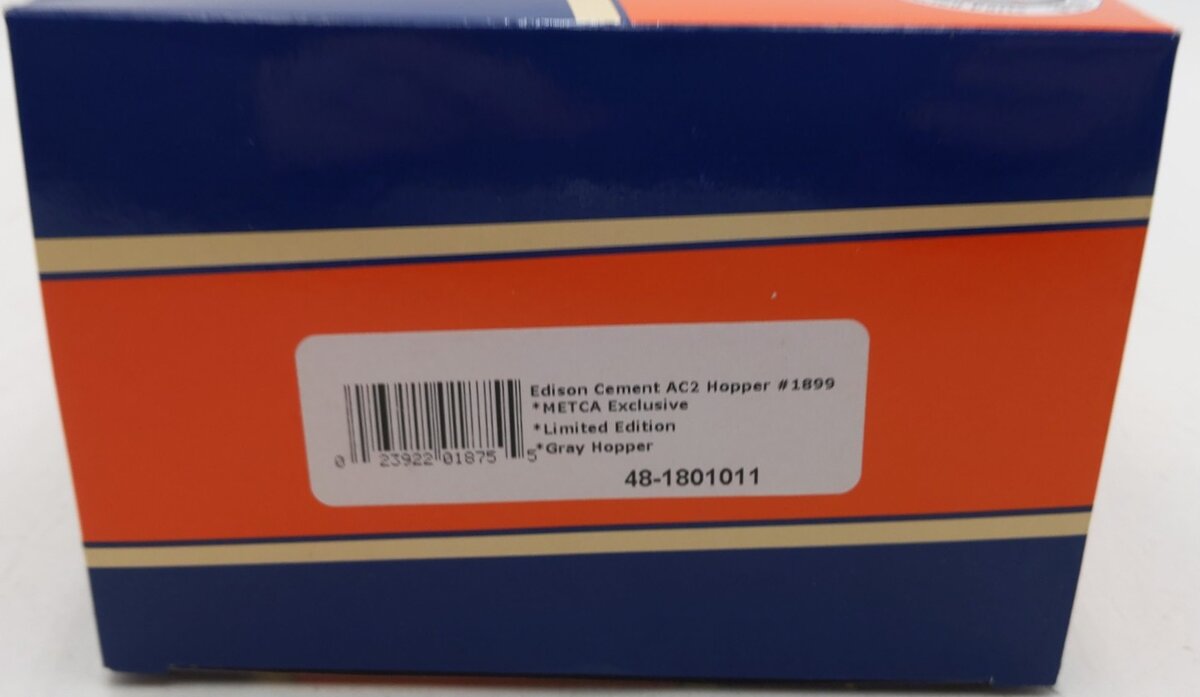 Edison Cement AC2 Hopper #1899
*METCA Exclusive
*Limited Edition
*Gray Hopper
0 23922 01875 5
48-1801011